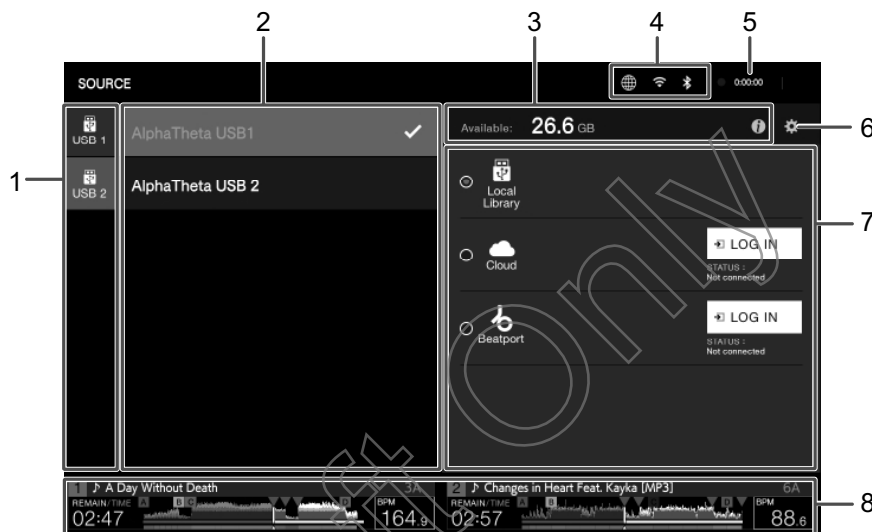 2
3
4
5
SOURCE
0:00:00
USB 1
AlphaTheta USB1
Available: 26.6 GB
6
1
USB 2
AlphaTheta USB 2
Local
Library
7
LOG IN
STATUS :
Not connected
Cloud
LOG IN
STATUS :
Not connected
Beatport
1 ♪ A Day Without Death 3A
REMAIN/TIME A B C D BPM
02:47 164.9
2 ♪ Changes in Heart Feat. Kayka [MP3] 6A
REMAIN/TIME A B C D BPM
02:57 88.6
8
Only